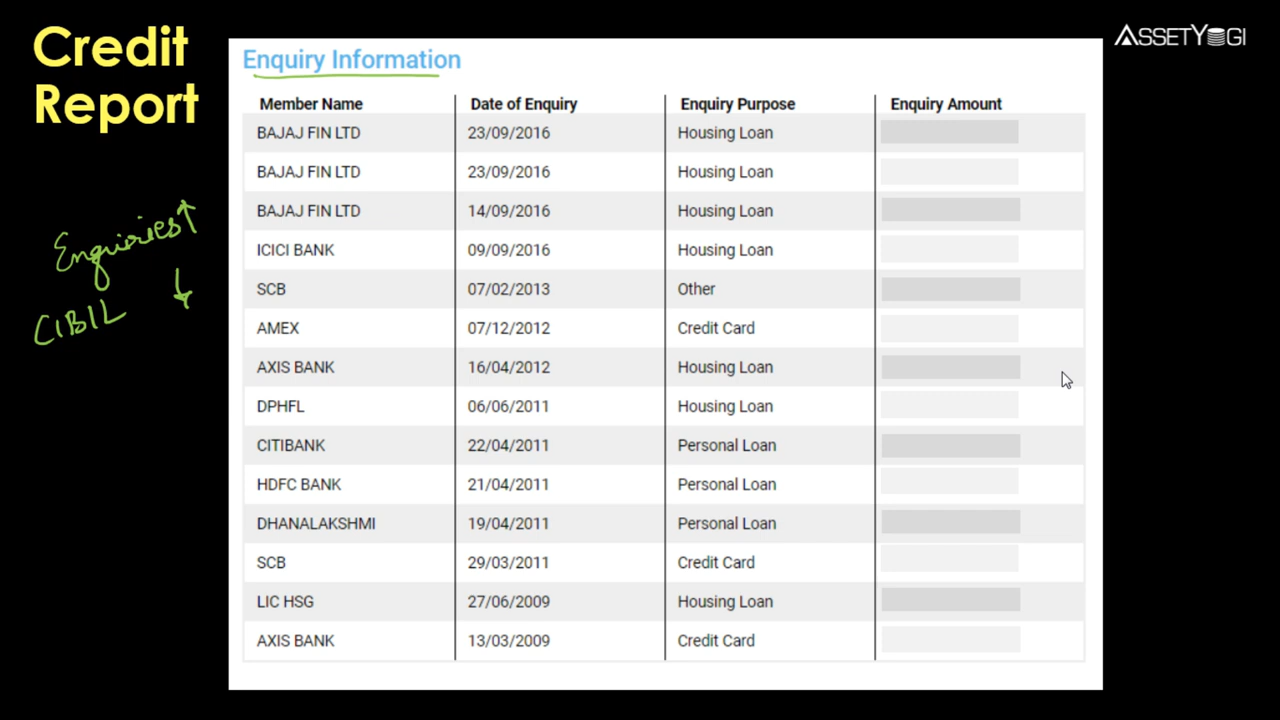 Credit
Report
ASSETYOGI
Enquiry Information
Member Name Date of Enquiry Enquiry Purpose Enquiry Amount
BAJAJ FIN LTD 23/09/2016 Housing Loan
BAJAJ FIN LTD 23/09/2016 Housing Loan
BAJAJ FIN LTD 14/09/2016 Housing Loan
ICICI BANK 09/09/2016 Housing Loan
SCB 07/02/2013 Other
AMEX 07/12/2012 Credit Card
AXIS BANK 16/04/2012 Housing Loan
DPHFL 06/06/2011 Housing Loan
CITIBANK 22/04/2011 Personal Loan
HDFC BANK 21/04/2011 Personal Loan
DHANALAKSHMI 19/04/2011 Personal Loan
SCB 29/03/2011 Credit Card
LIC HSG 27/06/2009 Housing Loan
AXIS BANK 13/03/2009 Credit Card
Enquiries ↑
CIBIL ↓